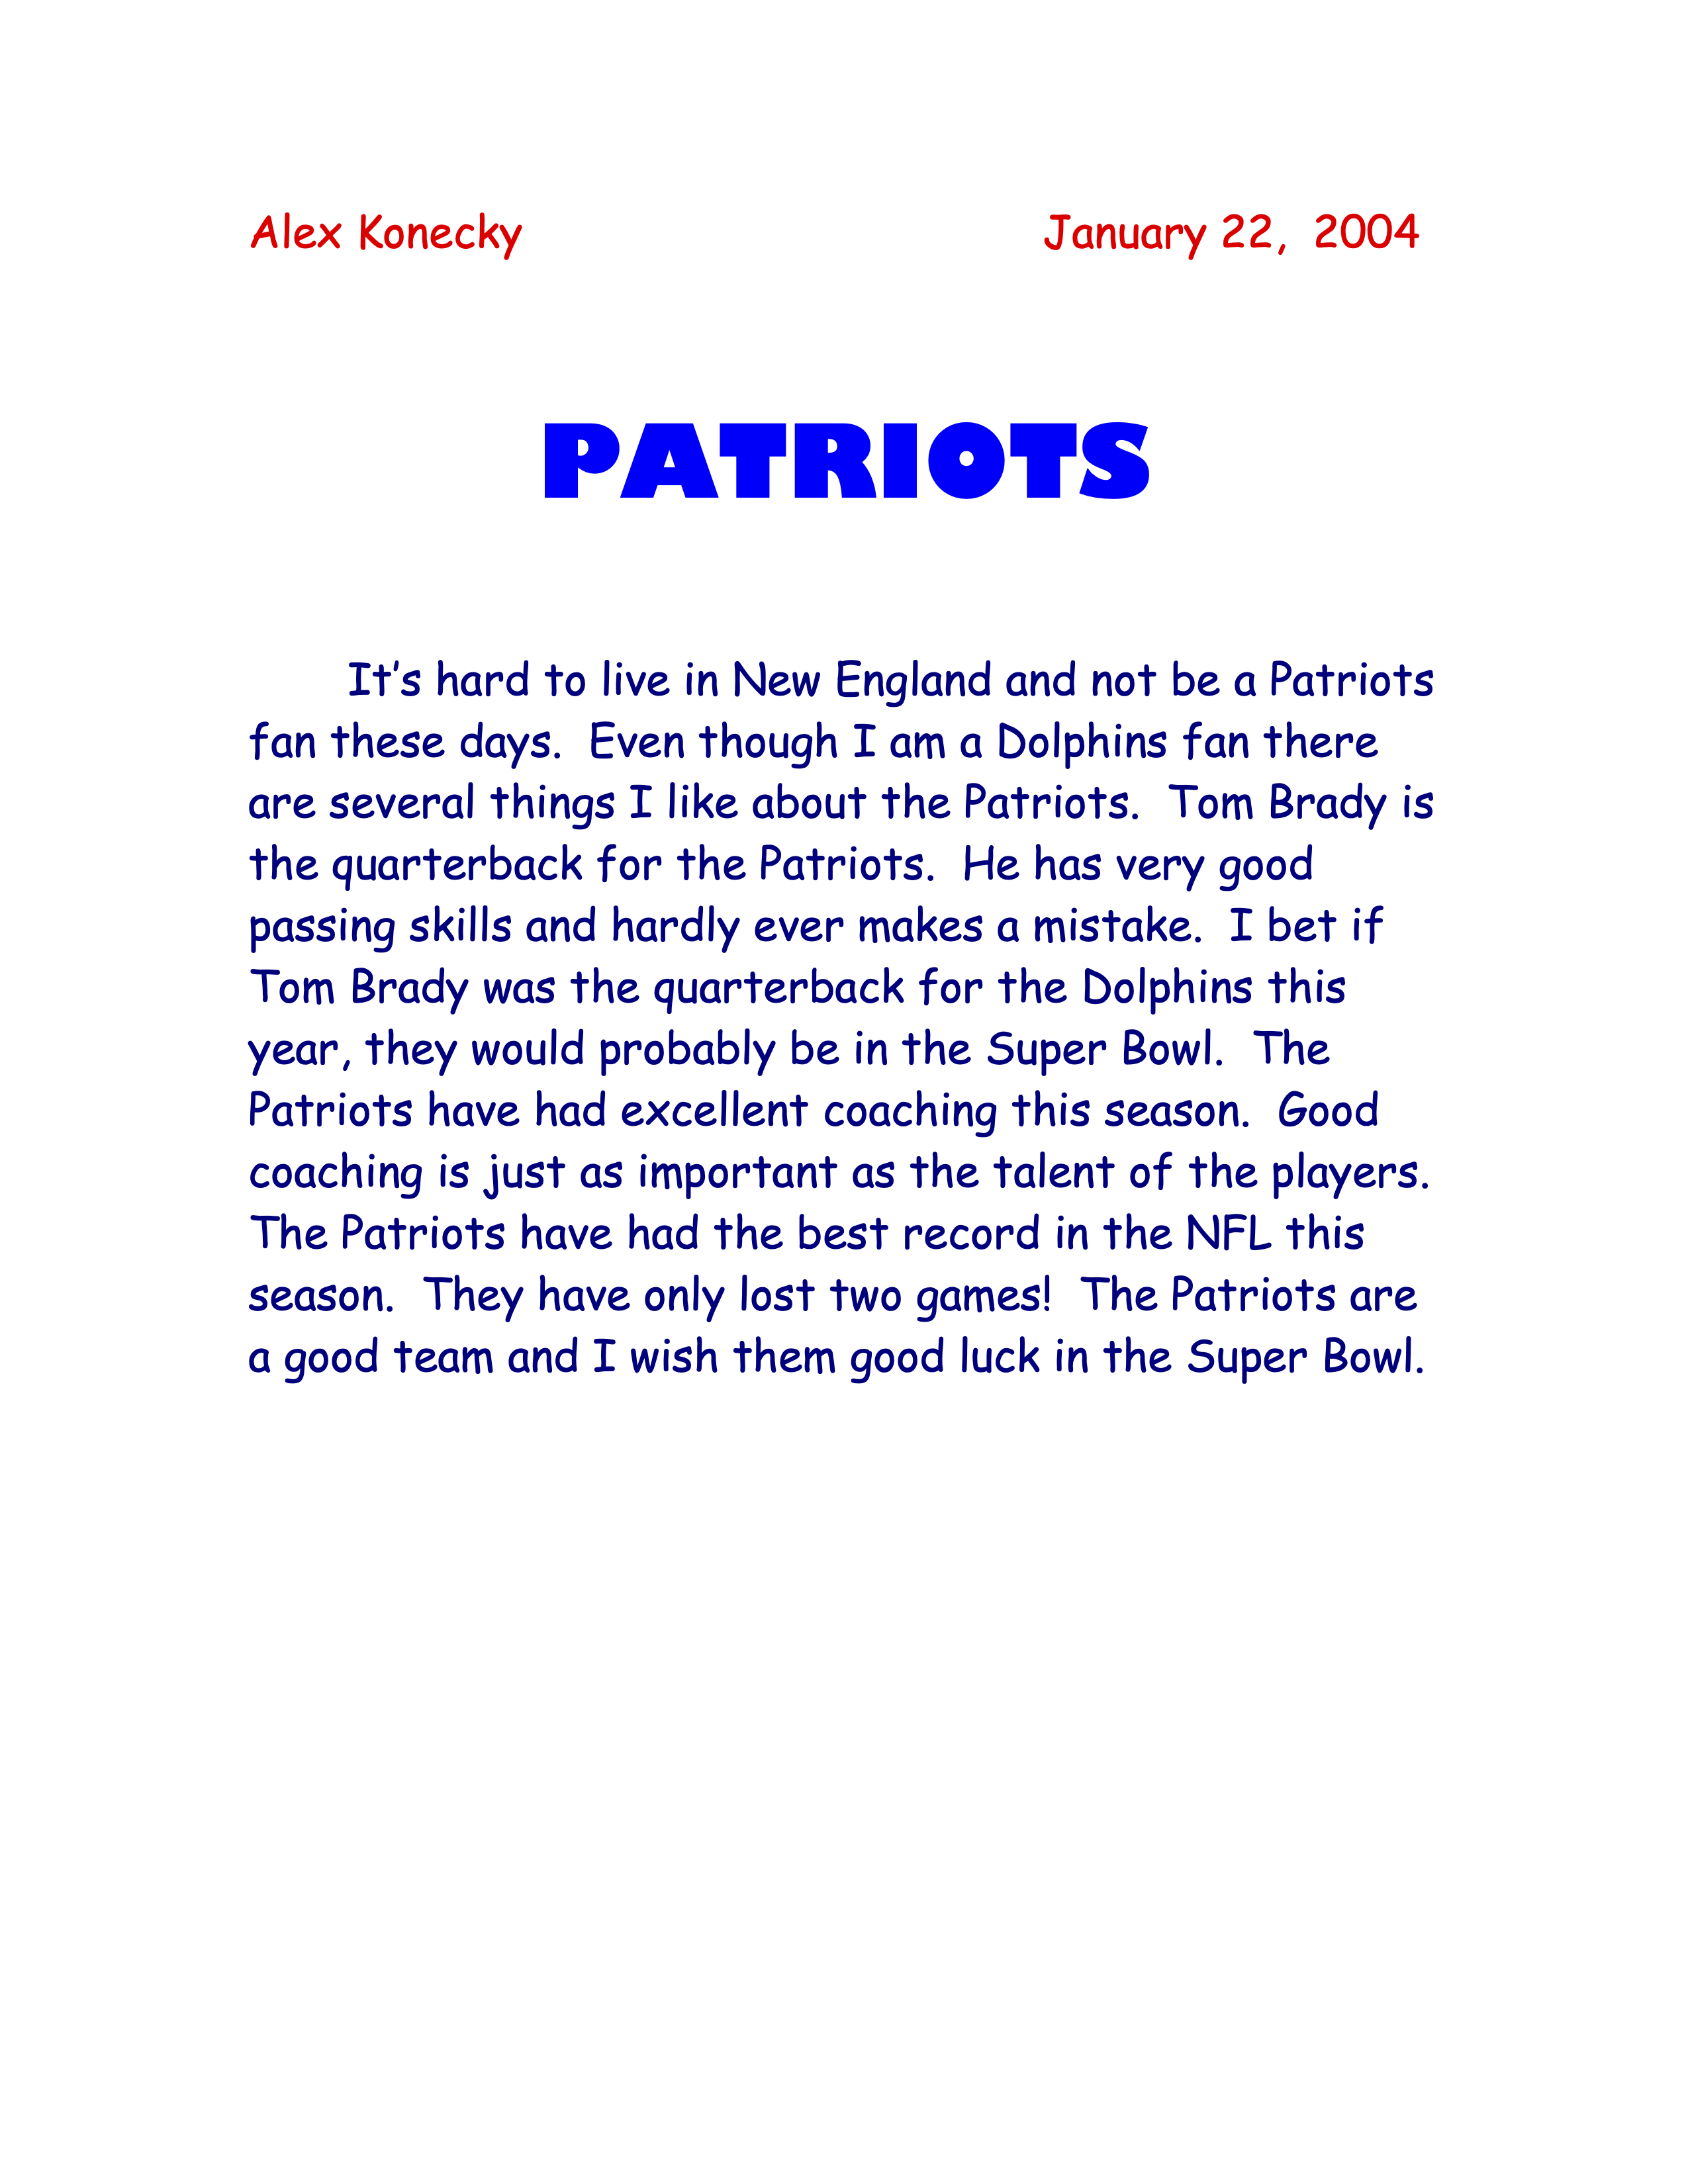 Alex Konecky January 22, 2004
PATRIOTS
It's hard to live in New England and not be a Patriots
fan these days. Even though I am a Dolphins fan there
are several things I like about the Patriots. Tom Brady is
the quarterback for the Patriots. He has very good
passing skills and hardly ever makes a mistake. I bet if
Tom Brady was the quarterback for the Dolphins this
year, they would probably be in the Super Bowl. The
Patriots have had excellent coaching this season. Good
coaching is just as important as the talent of the players.
The Patriots have had the best record in the NFL this
season. They have only lost two games! The Patriots are
a good team and I wish them good luck in the Super Bowl.